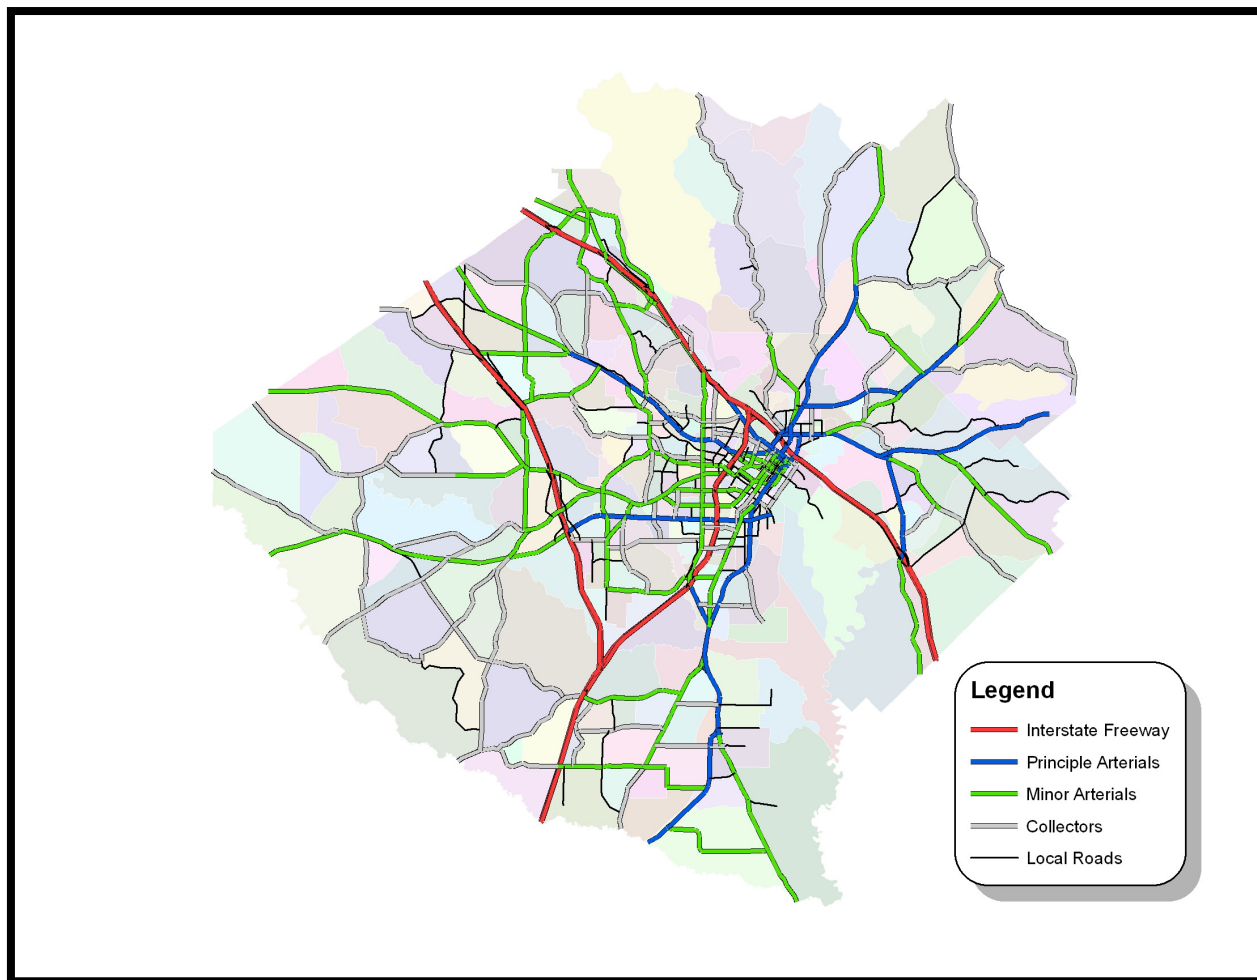 Legend
Interstate Freeway
Principle Arterials
Minor Arterials
Collectors
Local Roads